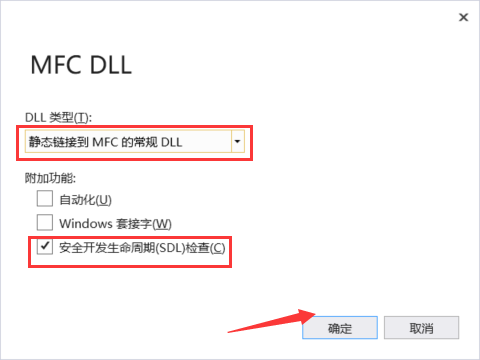 MFC DLL
DLL 类型(T):
静态链接到 MFC 的常规 DLL
附加功能:
自动化(U)
Windows 套接字(W)
安全开发生命周期(SDL)检查(C)
确定
取消